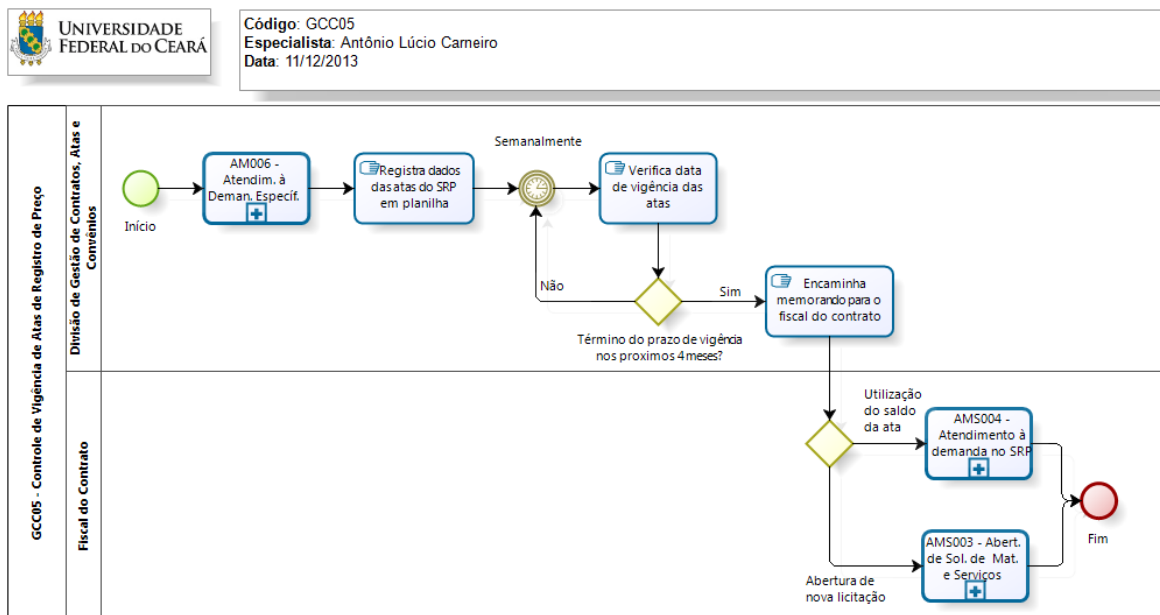 UNIVERSIDADE
FEDERAL DO CEARÁ
Código: GCC05
Especialista: Antônio Lúcio Carneiro
Data: 11/12/2013
GCC05 - Controle de Vigência de Atas de Registro de Preço
Divisão de Gestão de Contratos, Atas e
Convênios
Início
AM006 -
Atendim. à
Deman. Específ.
Registra dados
das atas do SRP
em planilha
Semanalmente
Verifica data
de vigência das
atas
Não
Sim
Término do prazo de vigência
nos proximos 4 meses?
Encaminha
memorando para o
fiscal do contrato
Fiscal do Contrato
Utilização
do saldo
da ata
AMS004 -
Atendimento à
demanda no SRP
Abertura de
nova licitação
AMS003 - Abert.
de Sol. de Mat.
e Serviços
Fim